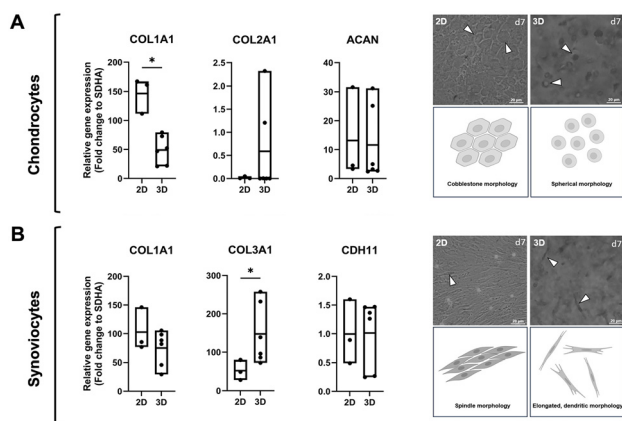 A
Chondrocytes
Relative gene expression
(Fold change to SDHA)
COL1A1
200
150
100
50
0
*
2D 3D
COL2A1
2.5
2.0
1.5
1.0
0.5
0.0
2D 3D
ACAN
50
40
30
20
10
0
2D 3D
2D d7
20 µm
3D d7
20 µm
Cobblestone morphology
Spherical morphology
B
Synoviocytes
Relative gene expression
(Fold change to SDHA)
COL1A1
200
150
100
50
0
2D 3D
COL3A1
300
200
100
0
*
2D 3D
CDH11
2.0
1.5
1.0
0.5
0.0
2D 3D
2D d7
20 µm
3D d7
20 µm
Spindle morphology
Elongated, dendritic morphology